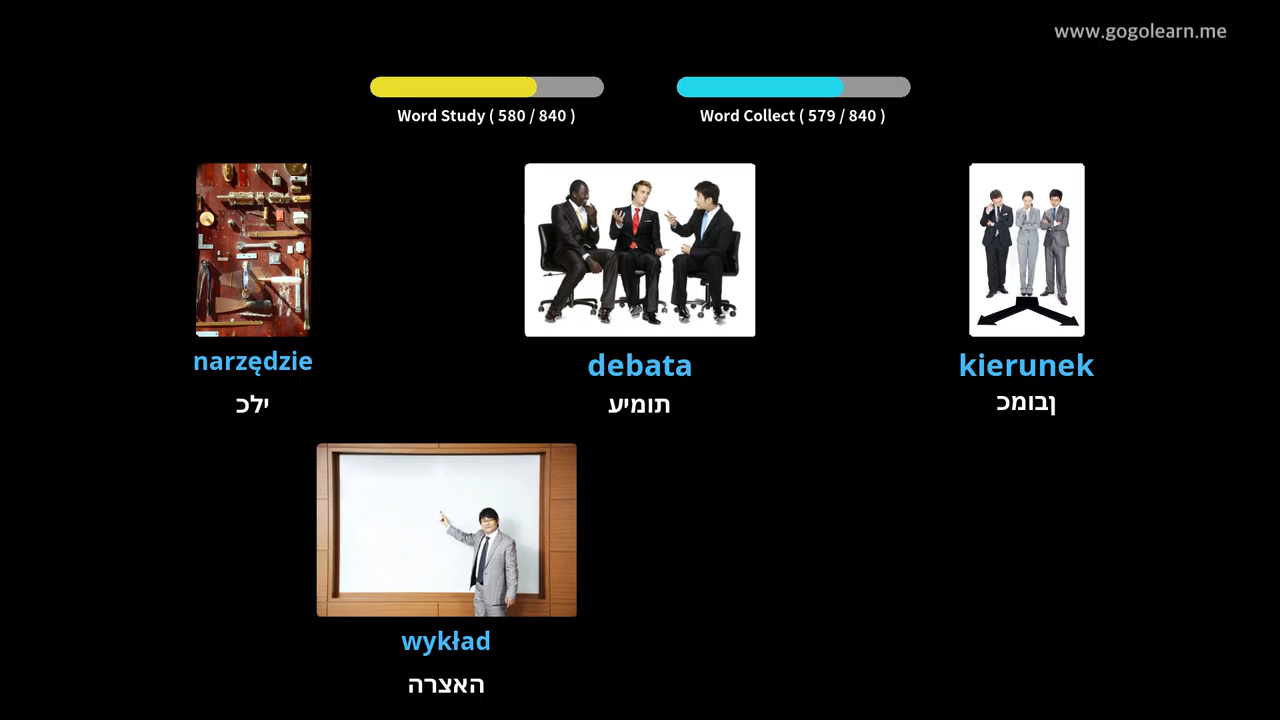 www.gogolearn.me
Word Study ( 580 / 840 )
Word Collect ( 579 / 840 )
narzędzie
ילכ
debata
תומיע
kierunek
ןבומכ
wykład
האצרה